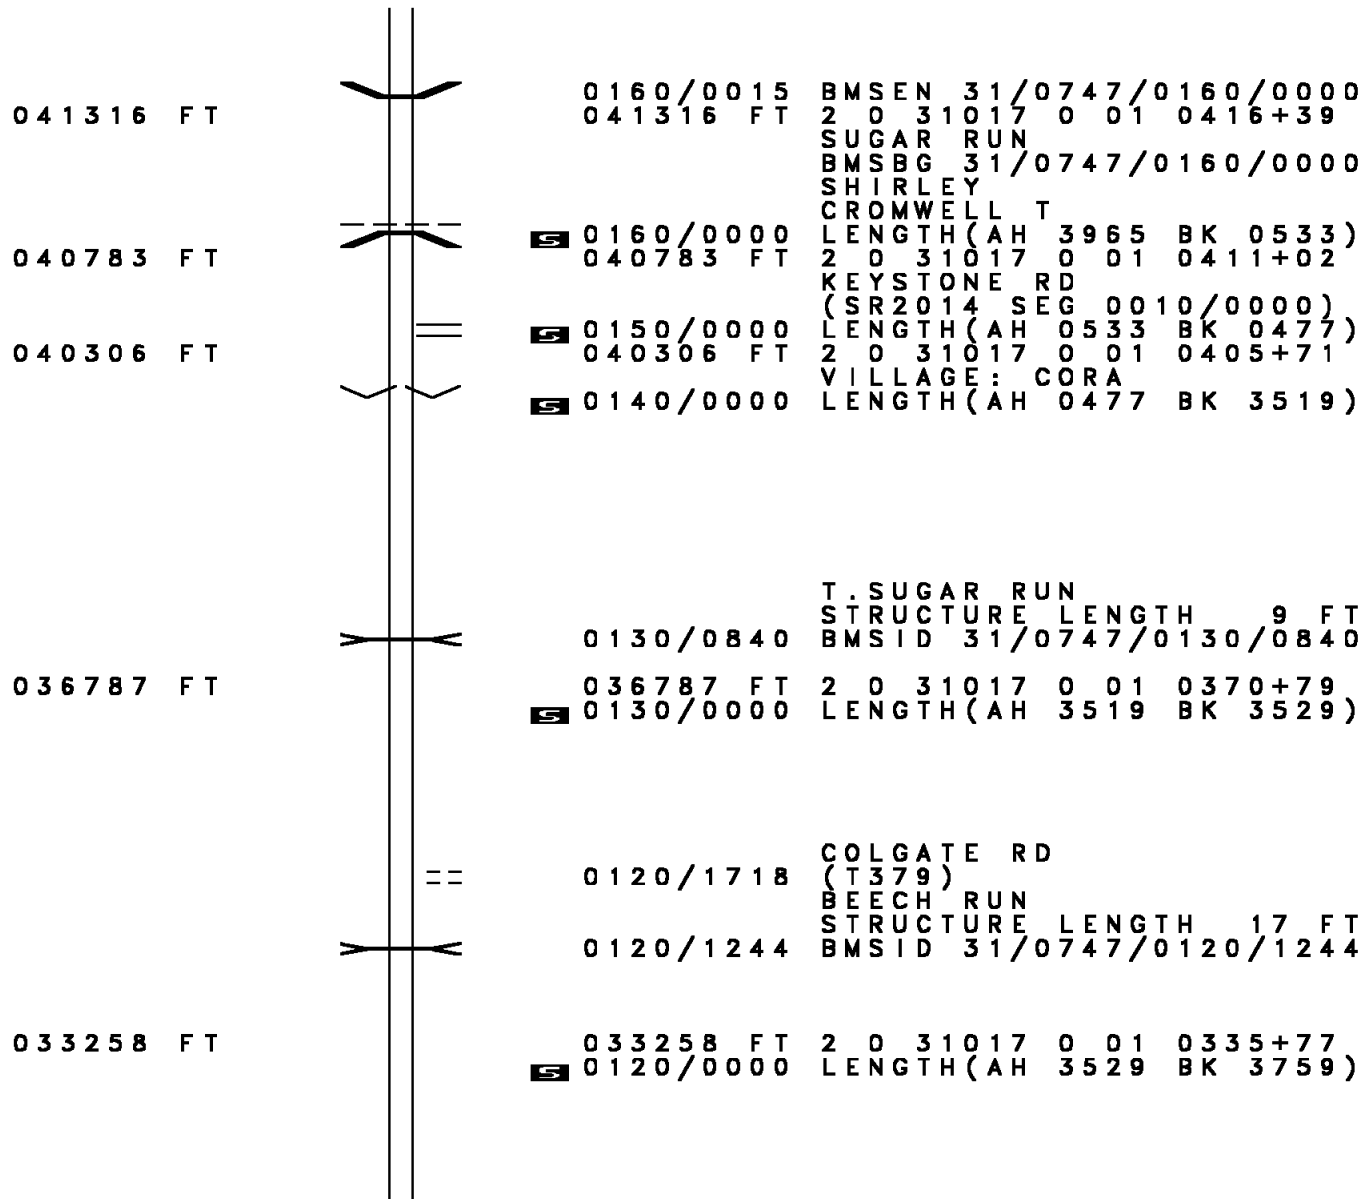 0160/0015 BMSEN 31/0747/0160/0000
041316 FT 041316 FT 2 0 31017 0 01 0416+39
SUGAR RUN
BMSBG 31/0747/0160/0000
SHIRLEY
CROMWELL T
S 0160/0000 LENGTH(AH 3965 BK 0533)
040783 FT 040783 FT 2 0 31017 0 01 0411+02
KEYSTONE RD
(SR2014 SEG 0010/0000)
S 0150/0000 LENGTH(AH 0533 BK 0477)
040306 FT 040306 FT 2 0 31017 0 01 0405+71
VILLAGE: CORA
S 0140/0000 LENGTH(AH 0477 BK 3519)
T.SUGAR RUN
STRUCTURE LENGTH 9 FT
0130/0840 BMSID 31/0747/0130/0840
036787 FT 036787 FT 2 0 31017 0 01 0370+79
S 0130/0000 LENGTH(AH 3519 BK 3529)
COLGATE RD
0120/1718 (T379)
BEECH RUN
STRUCTURE LENGTH 17 FT
0120/1244 BMSID 31/0747/0120/1244
033258 FT 033258 FT 2 0 31017 0 01 0335+77
S 0120/0000 LENGTH(AH 3529 BK 3759)